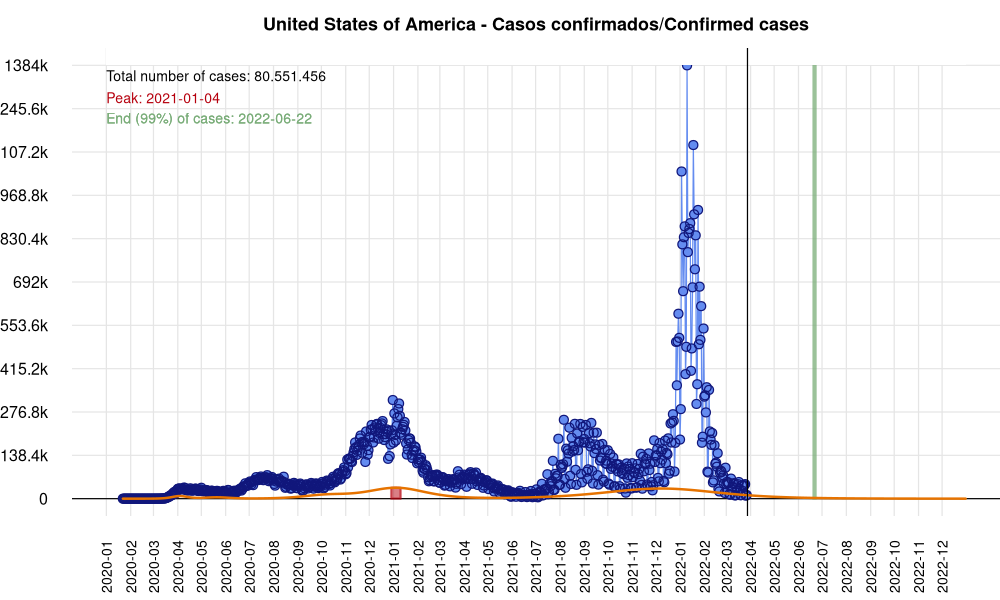 United States of America - Casos confirmados/Confirmed cases
Total number of cases: 80.551.456
Peak: 2021-01-04
End (99%) of cases: 2022-06-22
1384k
245.6k
107.2k
968.8k
830.4k
692k
553.6k
415.2k
276.8k
138.4k
0
2020-01
2020-02
2020-03
2020-04
2020-05
2020-06
2020-07
2020-08
2020-09
2020-10
2020-11
2020-12
2021-01
2021-02
2021-03
2021-04
2021-05
2021-06
2021-07
2021-08
2021-09
2021-10
2021-11
2021-12
2022-01
2022-02
2022-03
2022-04
2022-05
2022-06
2022-07
2022-08
2022-09
2022-10
2022-11
2022-12